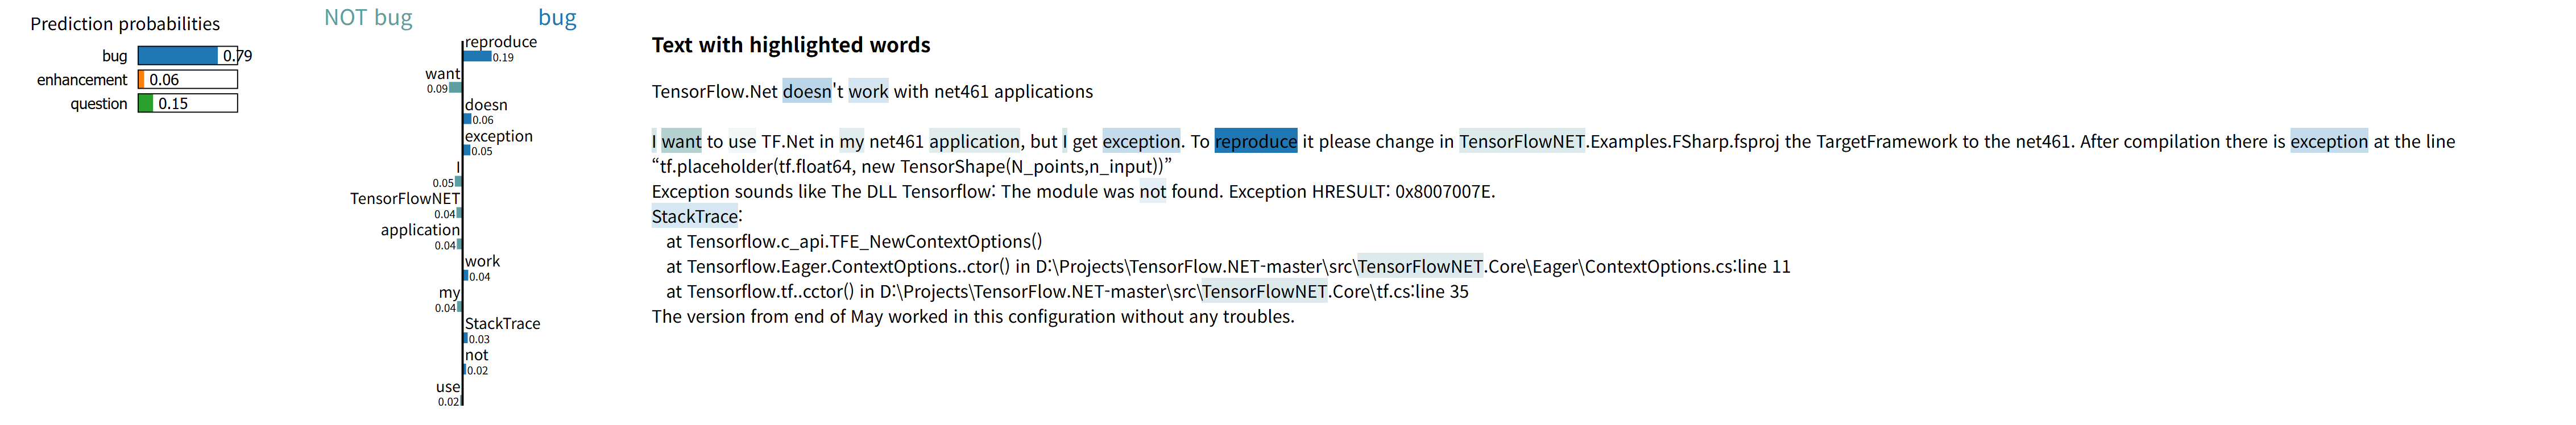 Prediction probabilities
bug 0.79
enhancement 0.06
question 0.15
NOT bug bug
reproduce
0.19
want
0.09
doesn
0.06
exception
0.05
I
0.05
TensorFlowNET
0.04
application
0.04
work
0.04
my
0.04
StackTrace
0.03
not
0.02
use
0.02
Text with highlighted words
TensorFlow.Net doesn't work with net461 applications
I want to use TF.Net in my net461 application, but I get exception. To reproduce it please change in TensorFlowNET.Examples.FSharp.fsproj the TargetFramework to the net461. After compilation there is exception at the line
“tf.placeholder(tf.float64, new TensorShape(N_points,n_input))”
Exception sounds like The DLL Tensorflow: The module was not found. Exception HRESULT: 0x8007007E.
StackTrace:
at Tensorflow.c_api.TFE_NewContextOptions()
at Tensorflow.Eager.ContextOptions..ctor() in D:\Projects\TensorFlow.NET-master\src\TensorFlowNET.Core\Eager\ContextOptions.cs:line 11
at Tensorflow.tf..cctor() in D:\Projects\TensorFlow.NET-master\src\TensorFlowNET.Core\tf.cs:line 35
The version from end of May worked in this configuration without any troubles.